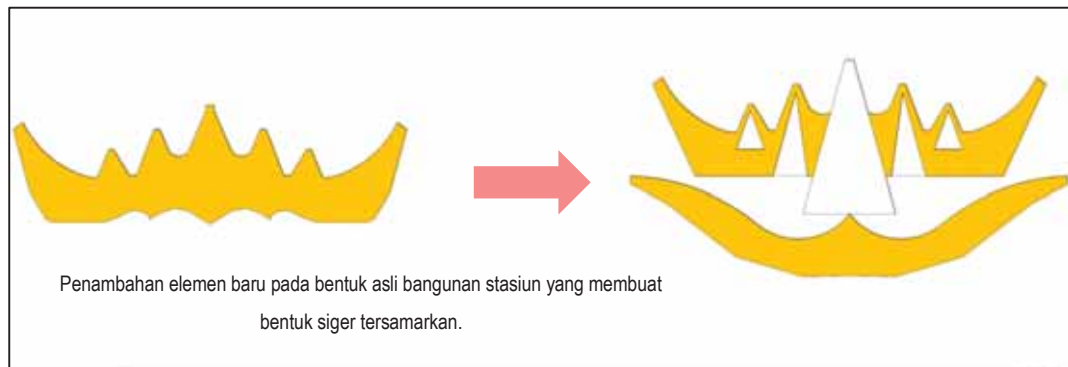 Penambahan elemen baru pada bentuk asli bangunan stasiun yang membuat
bentuk siger tersamarkan.